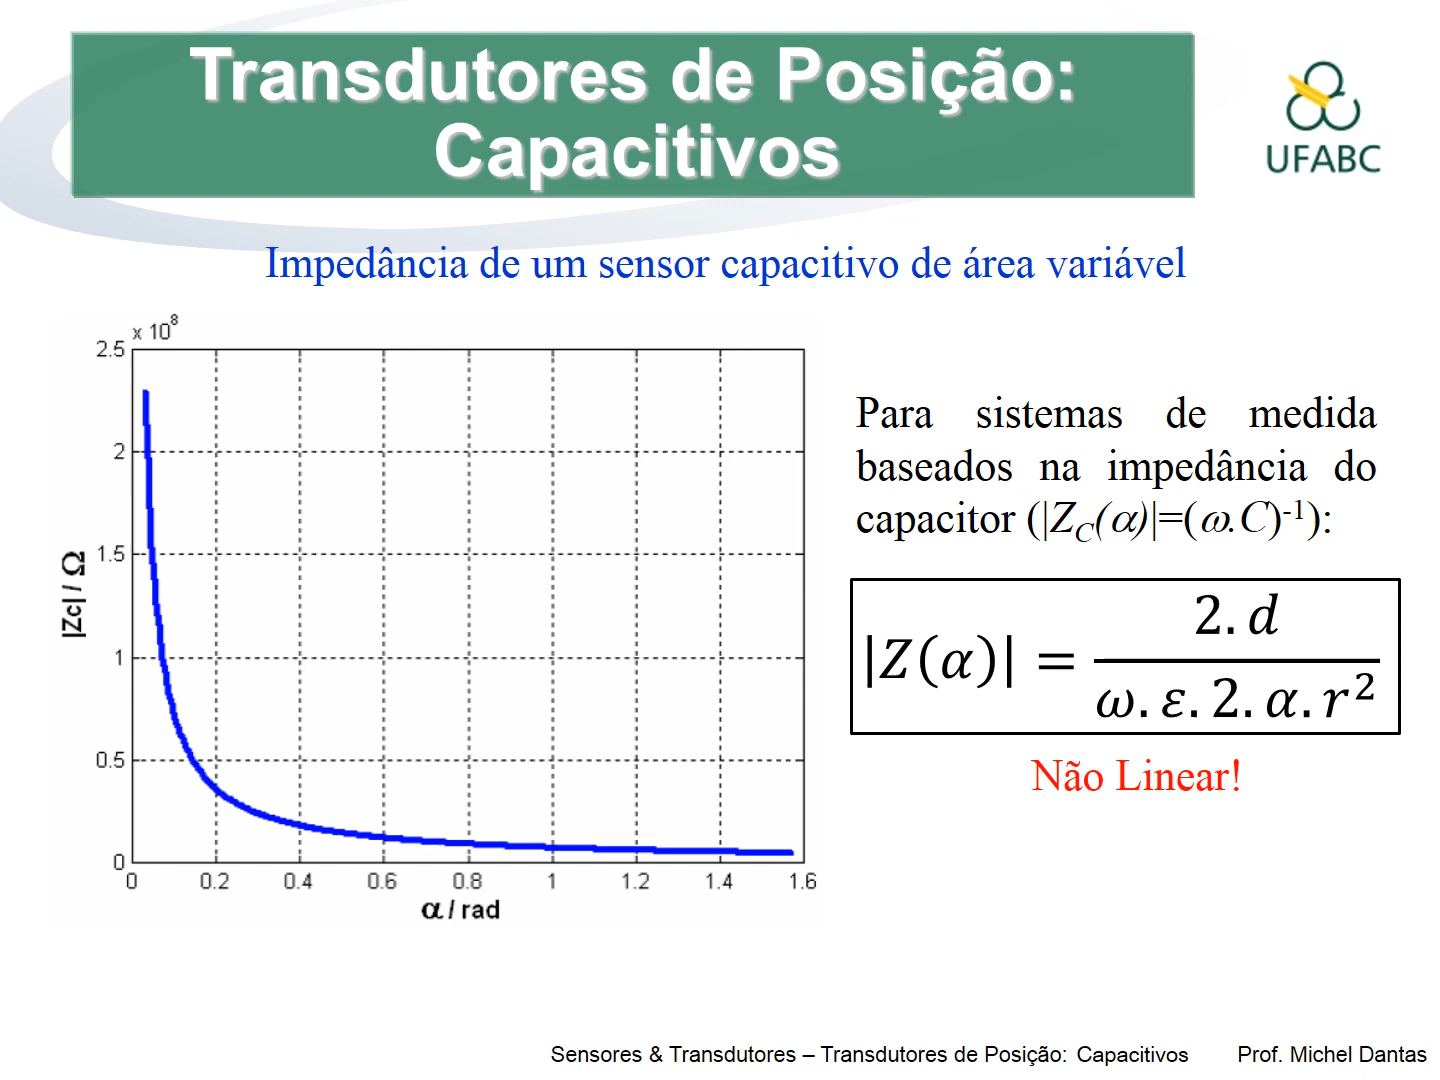 Transdutores de Posição:
Capacitivos
UFABC
Impedância de um sensor capacitivo de área variável
x 10⁸
2.5
2
1.5
1
0.5
0
|Zc| / Ω
0 0.2 0.4 0.6 0.8 1 1.2 1.4 1.6
α / rad
Para sistemas de medida
baseados na impedância do
capacitor (|Z_C(α)|=(ω.C)⁻¹):
|Z(α)| = 2.d / ω.ε.2.α.r²
Não Linear!
Sensores & Transdutores – Transdutores de Posição: Capacitivos Prof. Michel Dantas